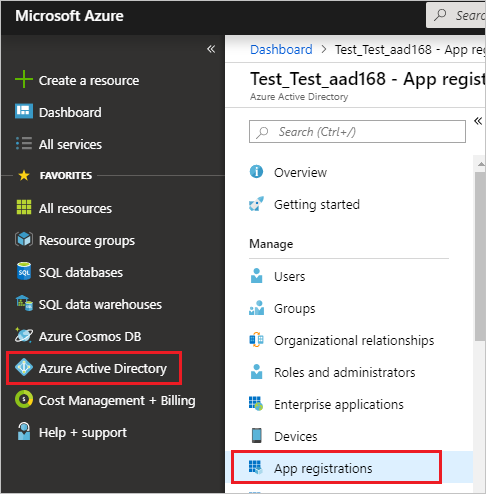 Microsoft Azure
Seac
«
Dashboard > Test_Test_aad168 - App reg
Test_Test_aad168 - App regist
Azure Active Directory
Create a resource
Dashboard
All services
FAVORITES
All resources
Resource groups
SQL databases
SQL data warehouses
Azure Cosmos DB
Azure Active Directory
Cost Management + Billing
Help + support
Search (Ctrl+/)
«
Overview
Getting started
Manage
Users
Groups
Organizational relationships
Roles and administrators
Enterprise applications
Devices
App registrations